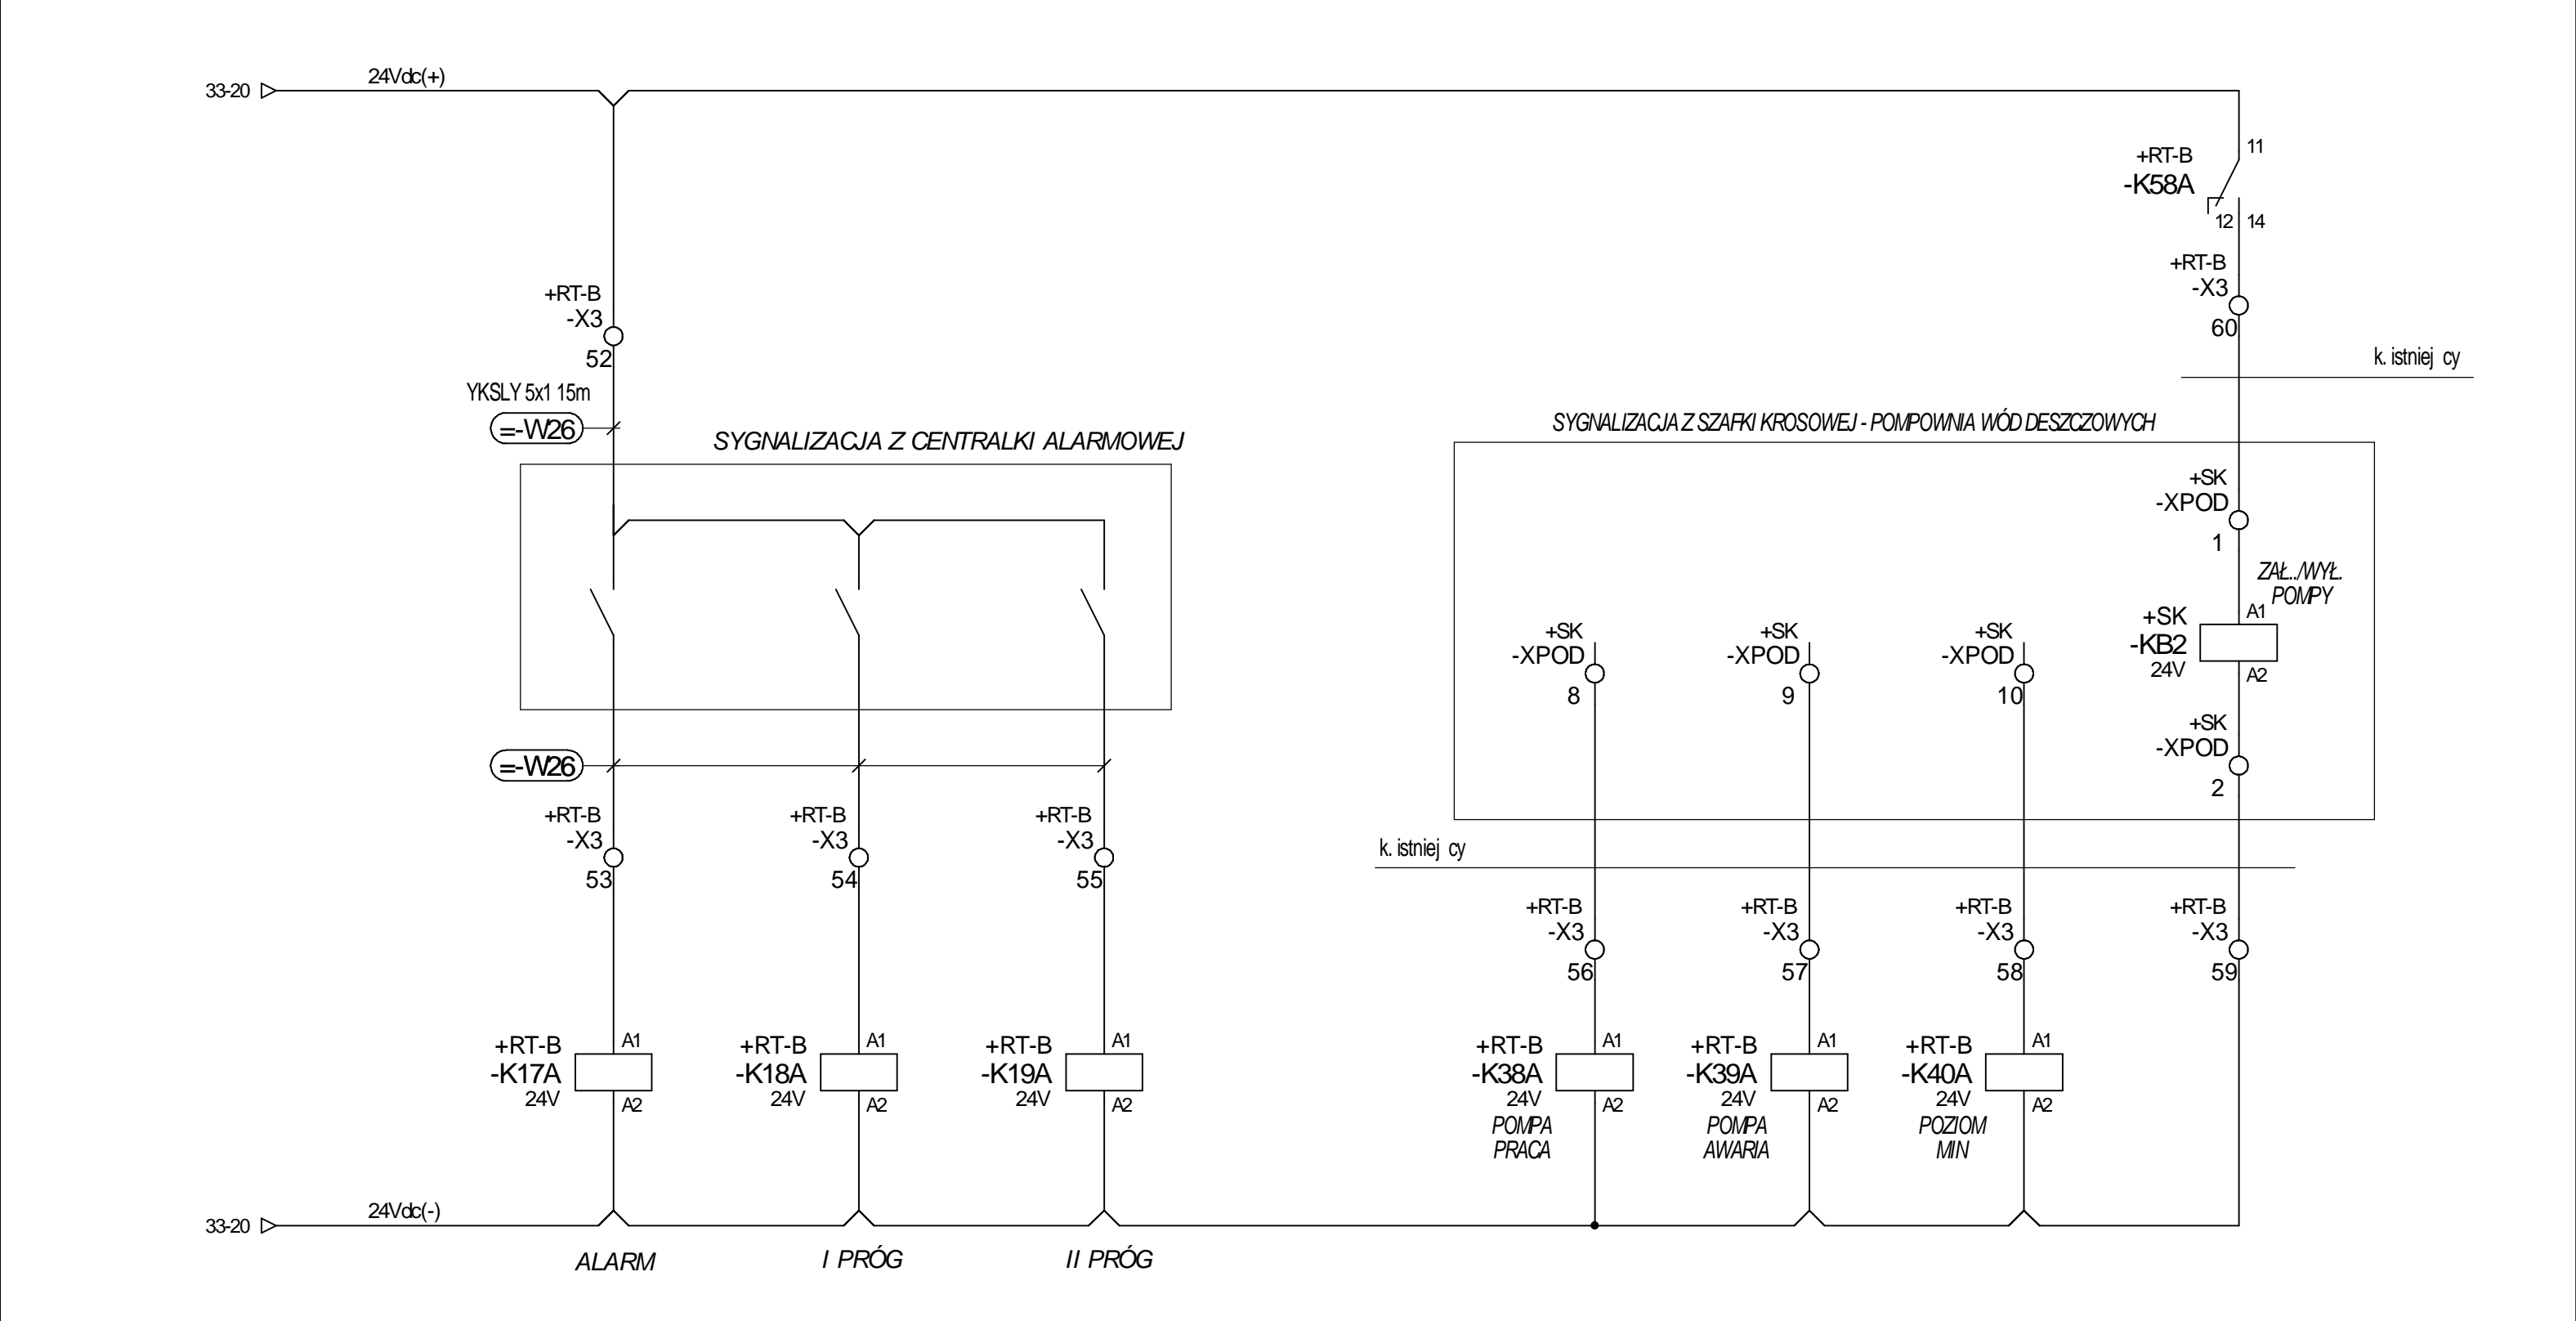 24Vdc(+)
33-20
+RT-B
-K58A
11
12
14
+RT-B
-X3
60
k. istniej cy
+RT-B
-X3
52
YKSLY 5x1 15m
=-W26
SYGNALIZACJA Z CENTRALKI ALARMOWEJ
SYGNALIZACJA Z SZAFKI KROSOWEJ - POMPOWNIA WÓD DESZCZOWYCH
+SK
-XPOD
1
ZAŁ../WYŁ.
POMPY
+SK
-KB2
24V
A1
A2
+SK
-XPOD
8
+SK
-XPOD
9
+SK
-XPOD
10
+SK
-XPOD
2
=-W26
+RT-B
-X3
53
+RT-B
-X3
54
+RT-B
-X3
55
k. istniej cy
+RT-B
-X3
56
+RT-B
-X3
57
+RT-B
-X3
58
+RT-B
-X3
59
+RT-B
-K17A
24V
A1
A2
+RT-B
-K18A
24V
A1
A2
+RT-B
-K19A
24V
A1
A2
+RT-B
-K38A
24V
A1
A2
POMPA
PRACA
+RT-B
-K39A
24V
A1
A2
POMPA
AWARIA
+RT-B
-K40A
24V
A1
A2
POZIOM
MIN
24Vdc(-)
33-20
ALARM
I PRÓG
II PRÓG